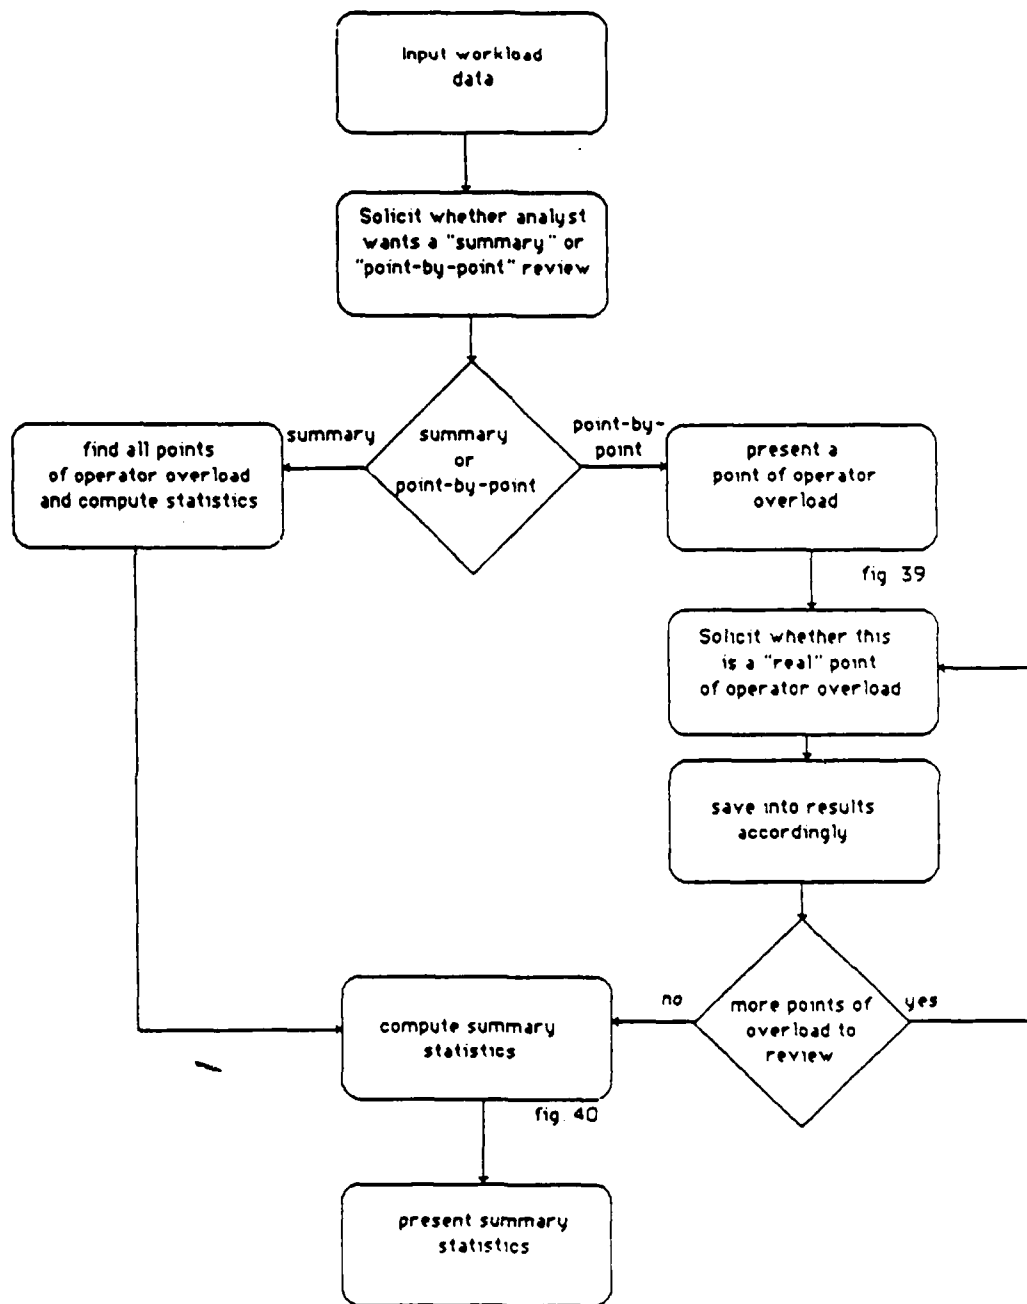 Input workload
data
Solicit whether analyst
wants a "summary" or
"point-by-point" review
summary
or
point-by-point
summary
point-by-
point
find all points
of operator overload
and compute statistics
present a
point of operator
overload
fig 39
Solicit whether this
is a "real" point
of operator overload
save into results
accordingly
more points of
overload to
review
no
yes
compute summary
statistics
fig. 40
present summary
statistics